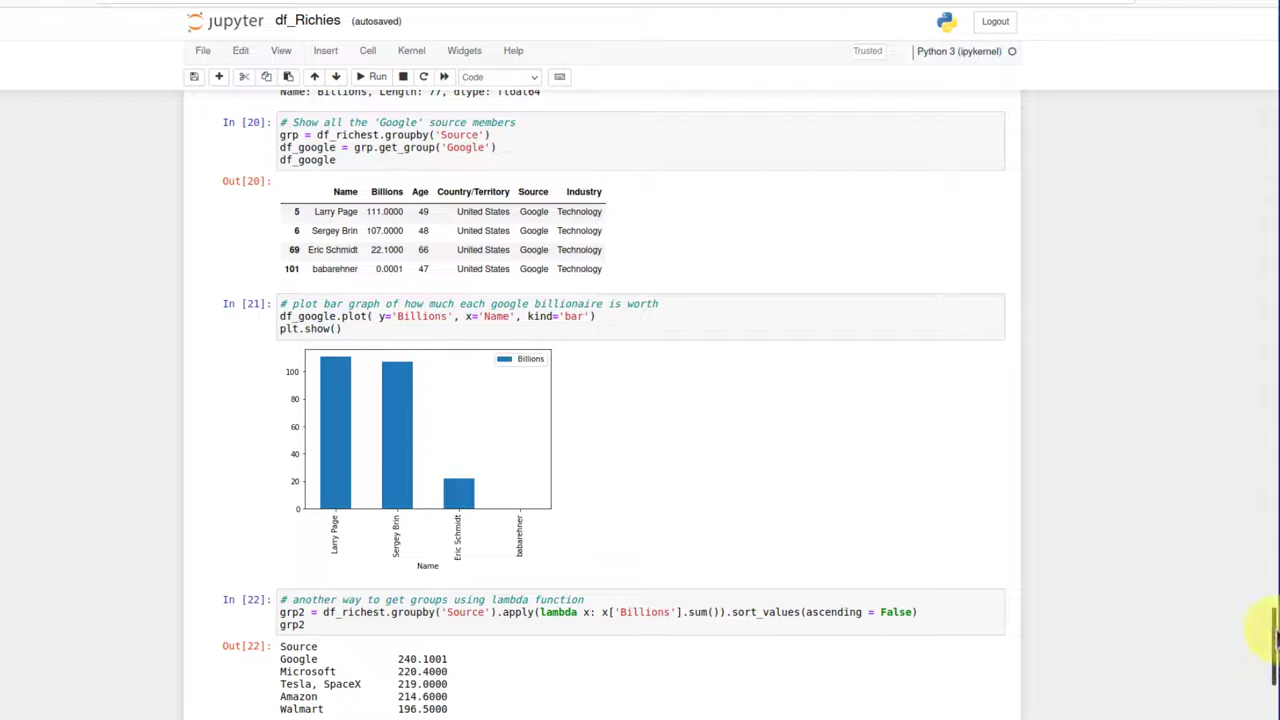 jupyter df_Richies (autosaved) Logout
File Edit View Insert Cell Kernel Widgets Help Trusted Python 3 (ipykernel)
Run Code
Name: Billions, Length: 77, dtype: float64
In [20]: # Show all the 'Google' source members
grp = df_richest.groupby('Source')
df_google = grp.get_group('Google')
df_google
Out[20]:
Name Billions Age Country/Territory Source Industry
5 Larry Page 111.0000 49 United States Google Technology
6 Sergey Brin 107.0000 48 United States Google Technology
69 Eric Schmidt 22.1000 66 United States Google Technology
101 babarehner 0.0001 47 United States Google Technology
In [21]: # plot bar graph of how much each google billionaire is worth
df_google.plot( y='Billions', x='Name', kind='bar')
plt.show()
Billions
100
80
60
40
20
0
Larry Page
Sergey Brin
Eric Schmidt
babarehner
Name
In [22]: # another way to get groups using lambda function
grp2 = df_richest.groupby('Source').apply(lambda x: x['Billions'].sum()).sort_values(ascending = False)
grp2
Out[22]: Source
Google 240.1001
Microsoft 220.4000
Tesla, SpaceX 219.0000
Amazon 214.6000
Walmart 196.5000